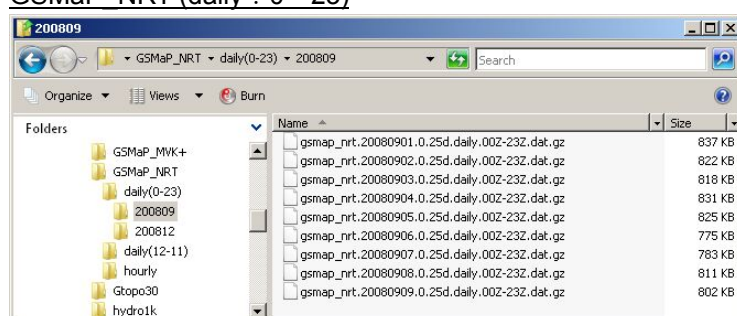 GSMaP_NRT (daily : 0 – 23)
200809
GSMaP_NRT daily(0-23) 200809 Search
Organize Views Burn
Folders
Name Size
GSMaP_MVK+
GSMaP_NRT
daily(0-23)
200809
200812
daily(12-11)
hourly
Gtopo30
hydro1k
gsmap_nrt.20080901.0.25d.daily.00Z-23Z.dat.gz 837 KB
gsmap_nrt.20080902.0.25d.daily.00Z-23Z.dat.gz 822 KB
gsmap_nrt.20080903.0.25d.daily.00Z-23Z.dat.gz 818 KB
gsmap_nrt.20080904.0.25d.daily.00Z-23Z.dat.gz 831 KB
gsmap_nrt.20080905.0.25d.daily.00Z-23Z.dat.gz 825 KB
gsmap_nrt.20080906.0.25d.daily.00Z-23Z.dat.gz 775 KB
gsmap_nrt.20080907.0.25d.daily.00Z-23Z.dat.gz 783 KB
gsmap_nrt.20080908.0.25d.daily.00Z-23Z.dat.gz 811 KB
gsmap_nrt.20080909.0.25d.daily.00Z-23Z.dat.gz 802 KB